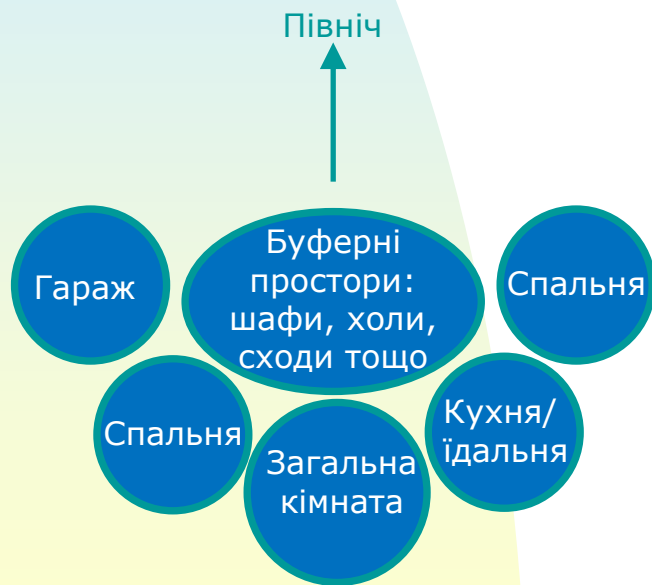 Північ
Гараж
Буферні
простори:
шафи, холи,
сходи тощо
Спальня
Спальня
Загальна
кімната
Кухня/
їдальня